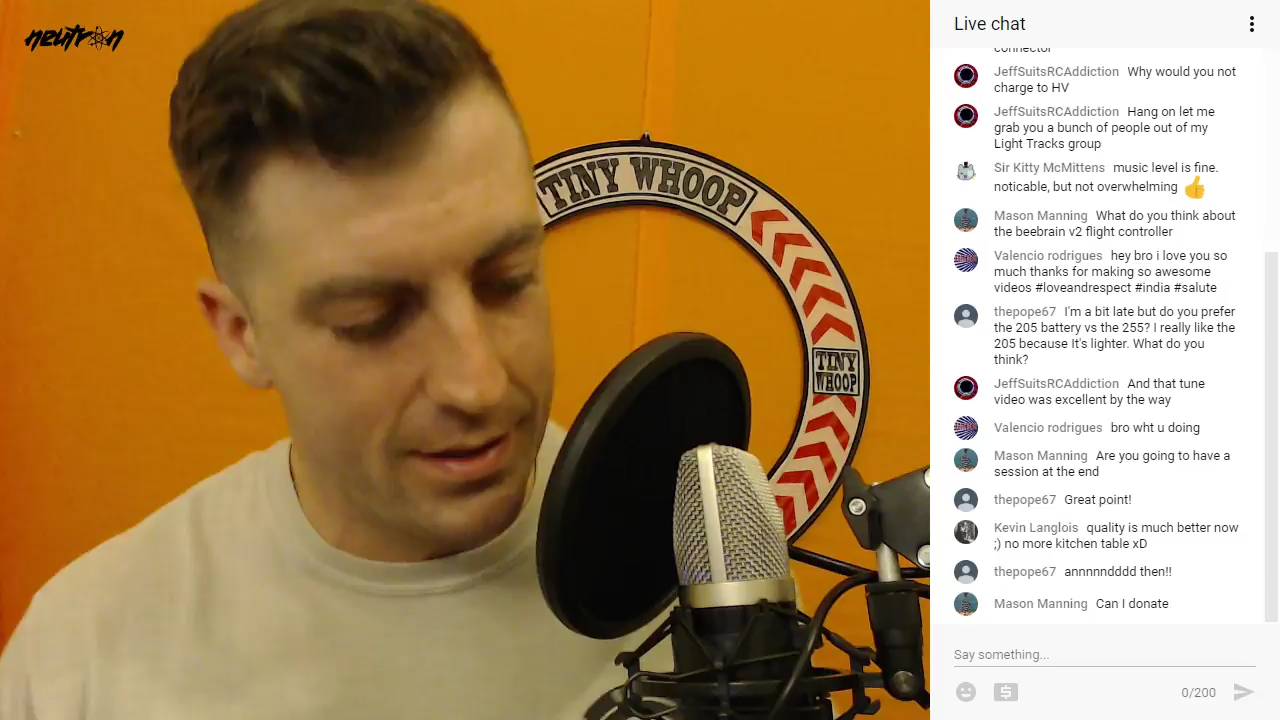 neutron
TINY WHOOP
TINY
WHOOP
Live chat
connector
JeffSuitsRCAddiction Why would you not
charge to HV
JeffSuitsRCAddiction Hang on let me
grab you a bunch of people out of my
Light Tracks group
Sir Kitty McMittens music level is fine.
noticable, but not overwhelming 👍
Mason Manning What do you think about
the beebrain v2 flight controller
Valencio rodrigues hey bro i love you so
much thanks for making so awesome
videos #loveandrespect #india #salute
thepope67 I'm a bit late but do you prefer
the 205 battery vs the 255? I really like the
205 because It's lighter. What do you
think?
JeffSuitsRCAddiction And that tune
video was excellent by the way
Valencio rodrigues bro wht u doing
Mason Manning Are you going to have a
session at the end
thepope67 Great point!
Kevin Langlois quality is much better now
;) no more kitchen table xD
thepope67 annnnndddd then!!
Mason Manning Can I donate
Say something...
0/200